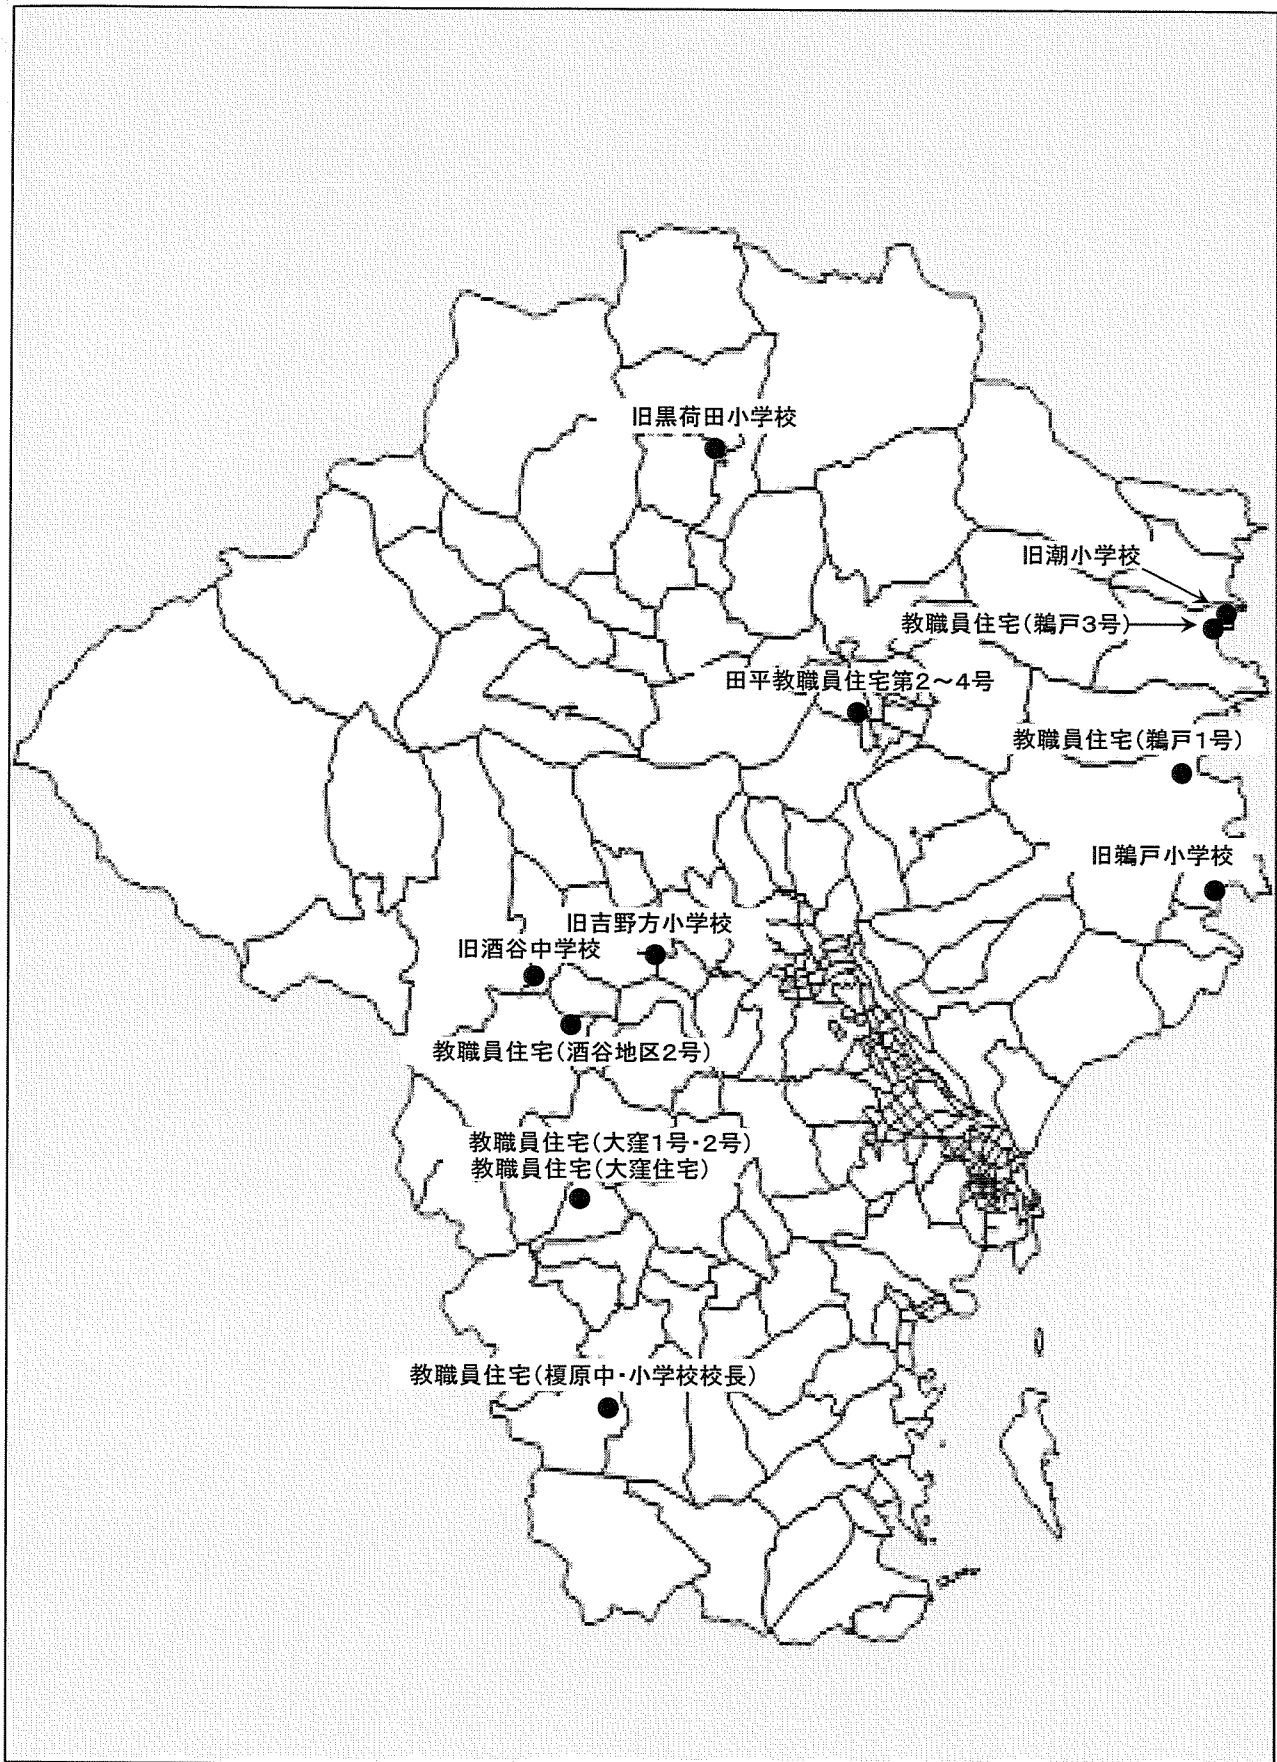 旧黒荷田小学校
旧潮小学校
教職員住宅(鵜戸3号)
田平教職員住宅第2～4号
教職員住宅(鵜戸1号)
旧鵜戸小学校
旧吉野方小学校
旧酒谷中学校
教職員住宅(酒谷地区2号)
教職員住宅(大窪1号・2号)
教職員住宅(大窪住宅)
教職員住宅(榎原中・小学校校長)